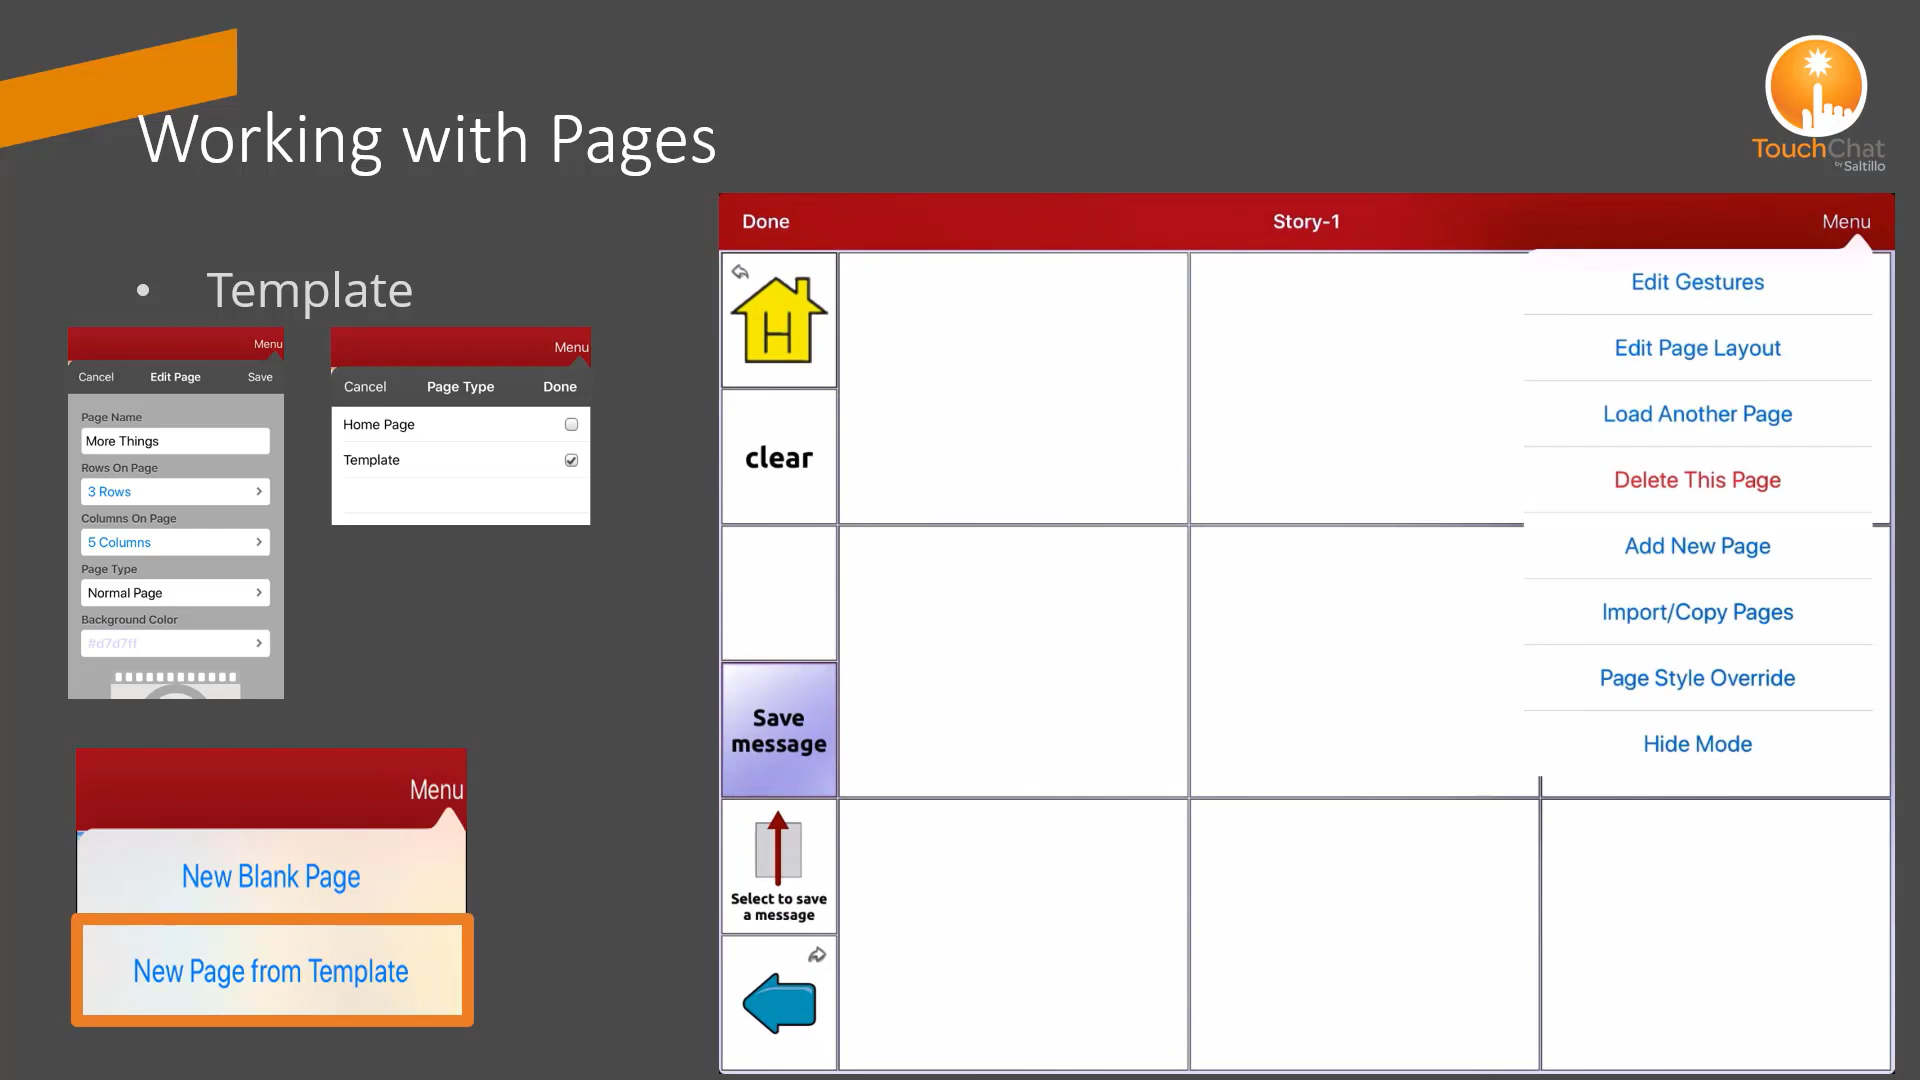 Working with Pages
TouchChat
by Saltillo
• Template
Menu
Cancel Edit Page Save
Page Name
More Things
Rows On Page
3 Rows
Columns On Page
5 Columns
Page Type
Normal Page
Background Color
#d7d7ff
Menu
Cancel Page Type Done
Home Page
Template
Menu
New Blank Page
New Page from Template
Done Story-1 Menu
H
clear
Save
message
Select to save
a message
Edit Gestures
Edit Page Layout
Load Another Page
Delete This Page
Add New Page
Import/Copy Pages
Page Style Override
Hide Mode